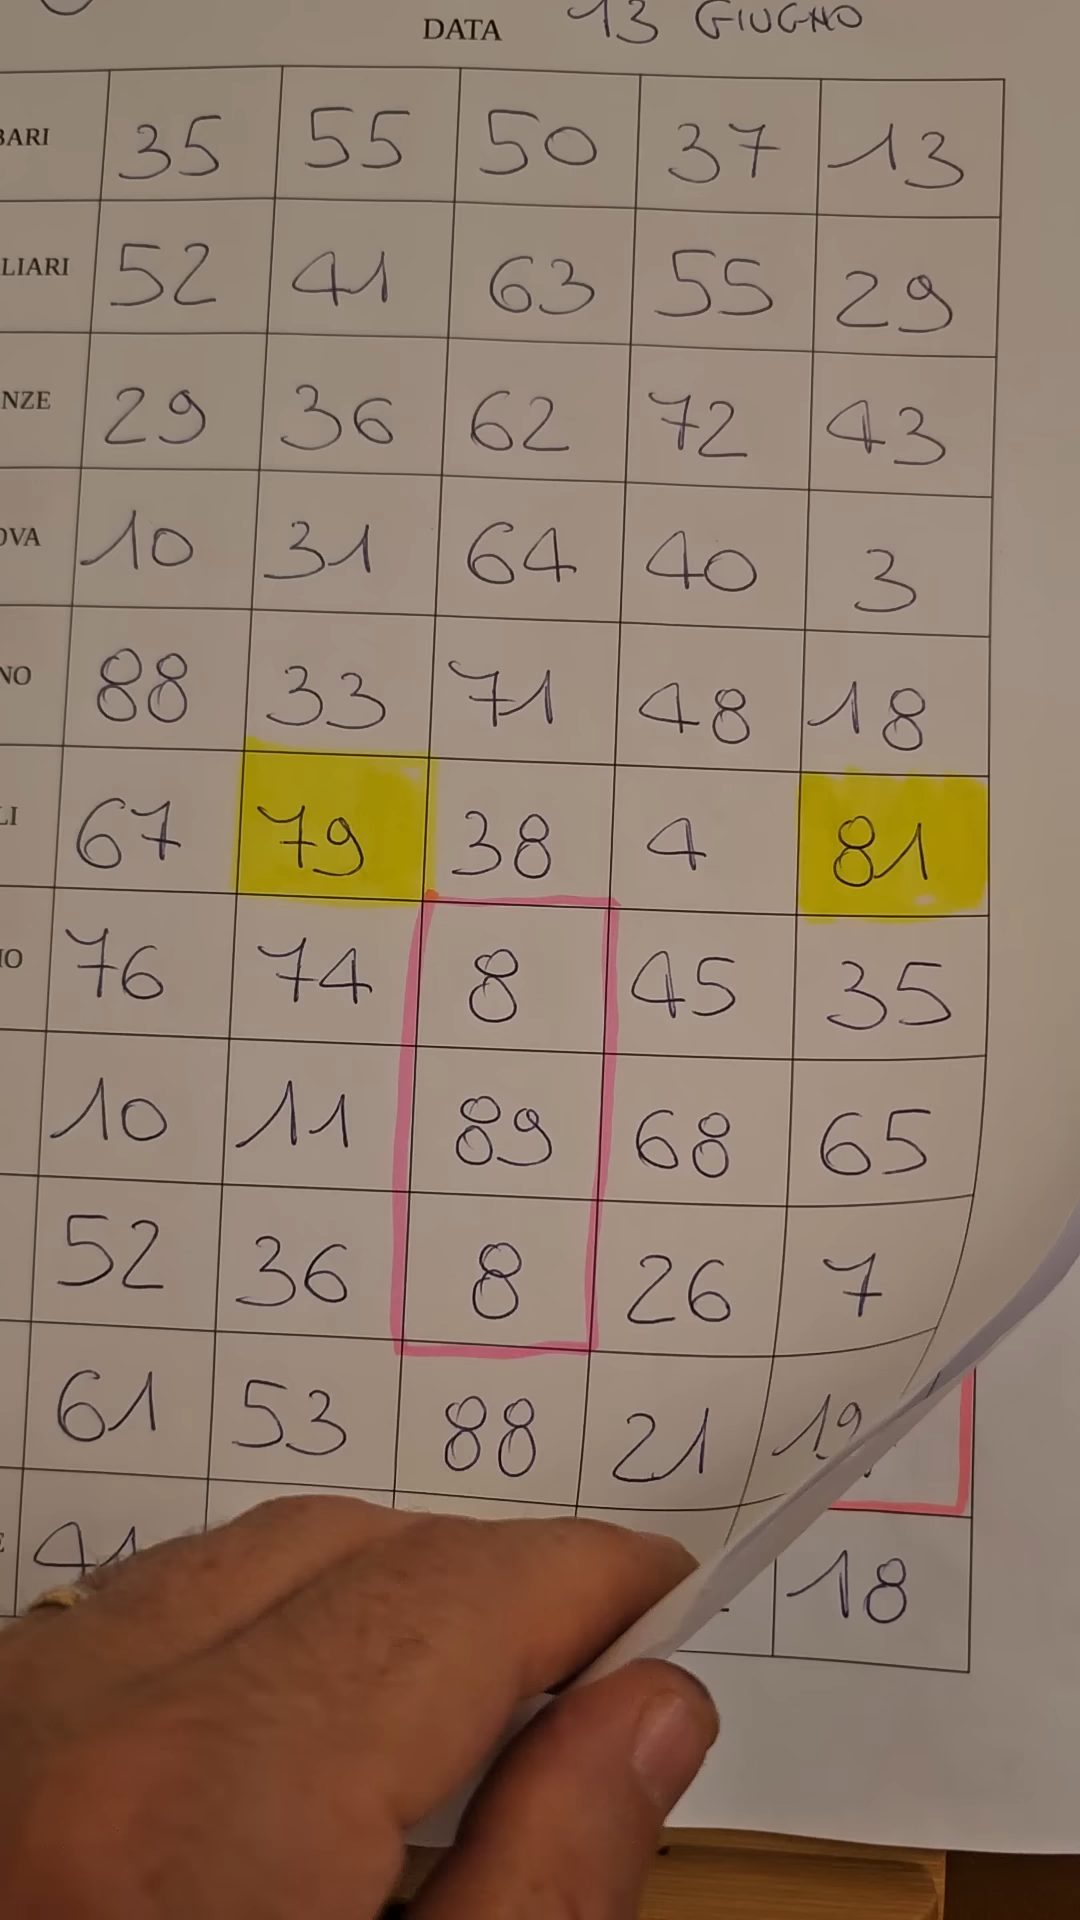 DATA 13 GIUGNO
BARI 35 55 50 37 13
LIARI 52 41 63 55 29
NZE 29 36 62 72 43
OVA 10 31 64 40 3
NO 88 33 71 48 18
LI 67 79 38 4 81
MO 76 74 8 45 35
10 11 89 68 65
52 36 8 26 7
61 53 88 21 19
41 18